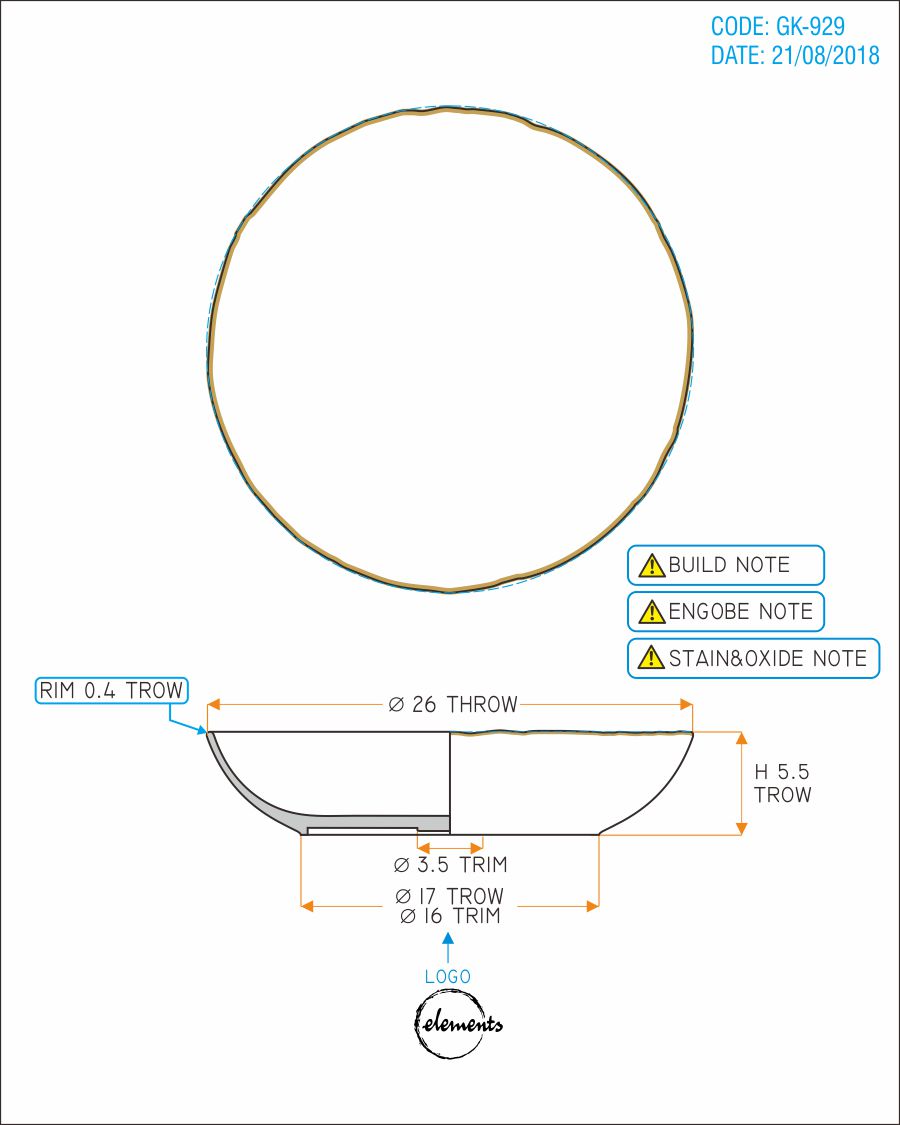 CODE: GK-929
DATE: 21/08/2018
BUILD NOTE
ENGOBE NOTE
STAIN&OXIDE NOTE
RIM 0.4 TROW
Ø 26 THROW
H 5.5
TROW
Ø 3.5 TRIM
Ø 17 TROW
Ø 16 TRIM
LOGO
elements